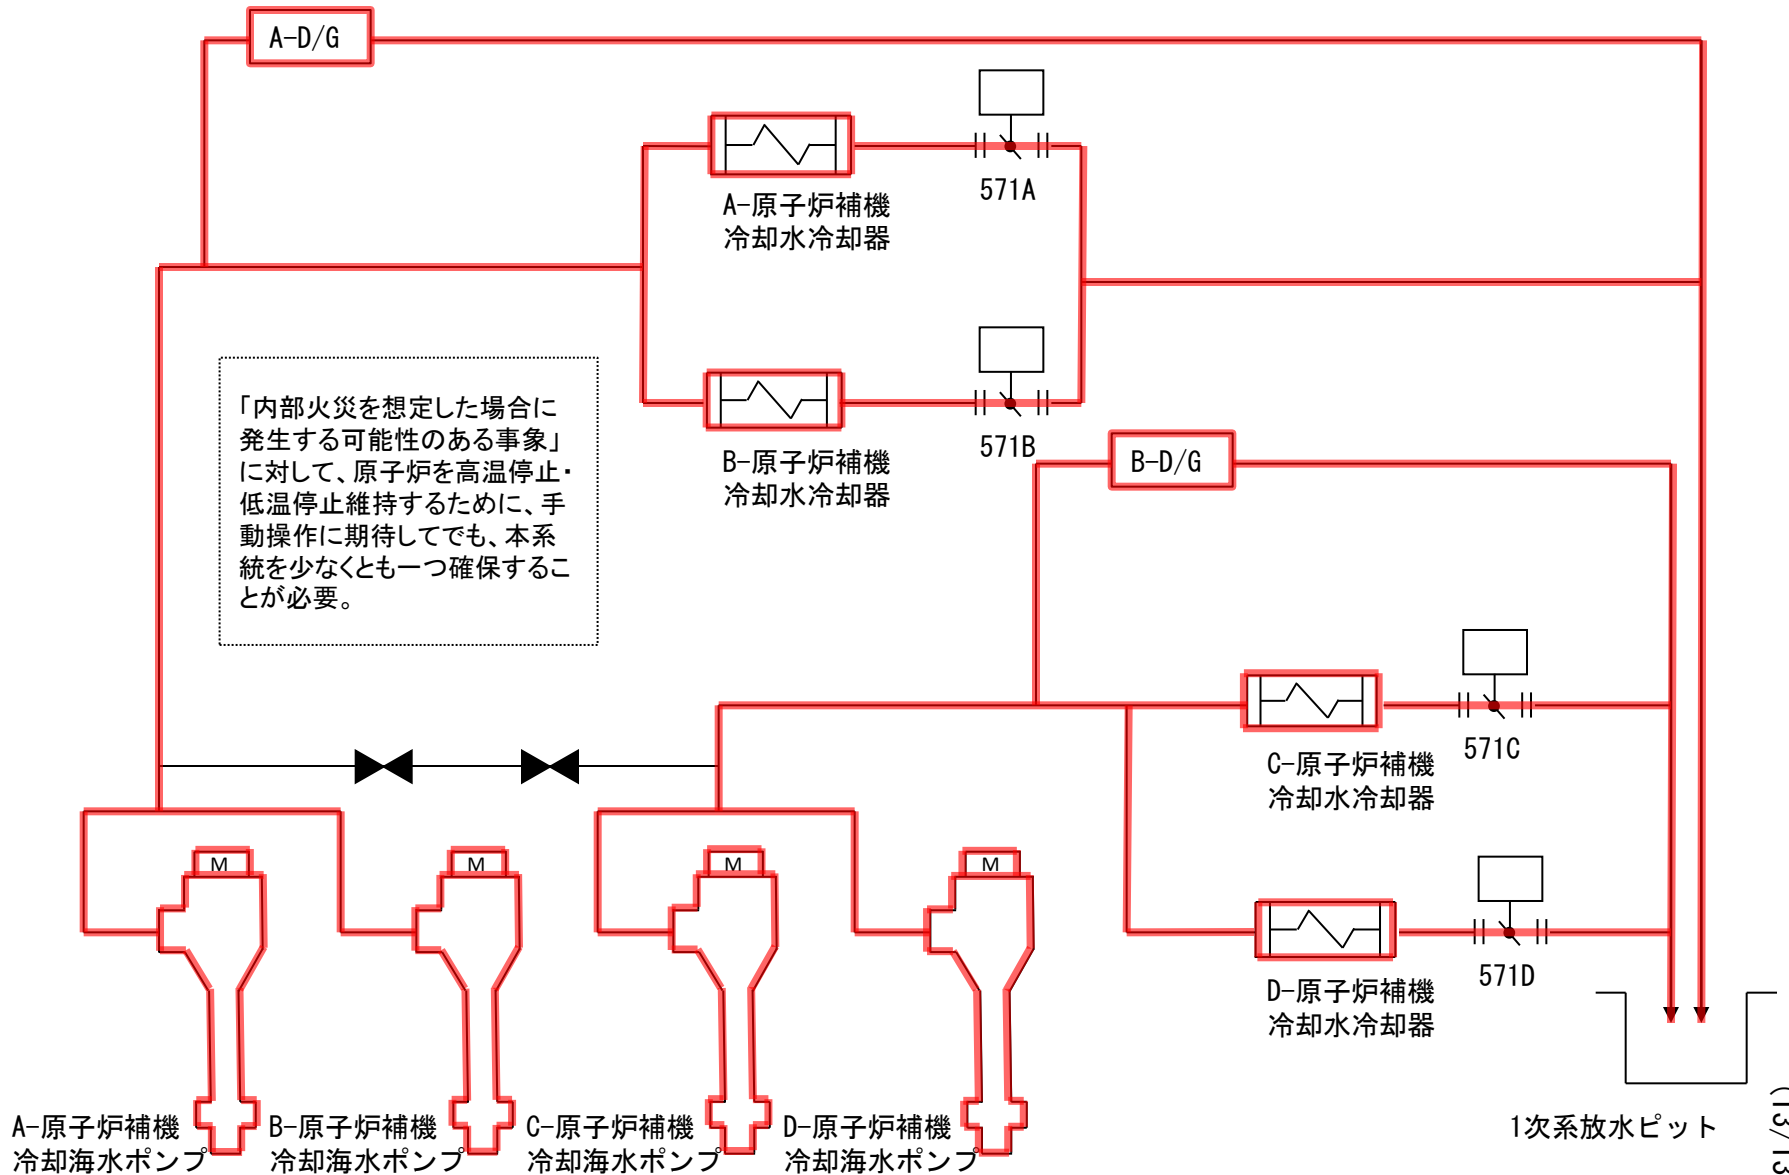 A-D/G
571A
A-原子炉補機
冷却水冷却器
「内部火災を想定した場合に
発生する可能性のある事象」
に対して、原子炉を高温停止・
低温停止維持するために、手
動操作に期待してでも、本系
統を少なくとも一つ確保するこ
とが必要。
571B
B-原子炉補機
冷却水冷却器
B-D/G
571C
C-原子炉補機
冷却水冷却器
M
M
M
M
571D
D-原子炉補機
冷却水冷却器
A-原子炉補機
冷却海水ポンプ
B-原子炉補機
冷却海水ポンプ
C-原子炉補機
冷却海水ポンプ
D-原子炉補機
冷却海水ポンプ
1次系放水ピット